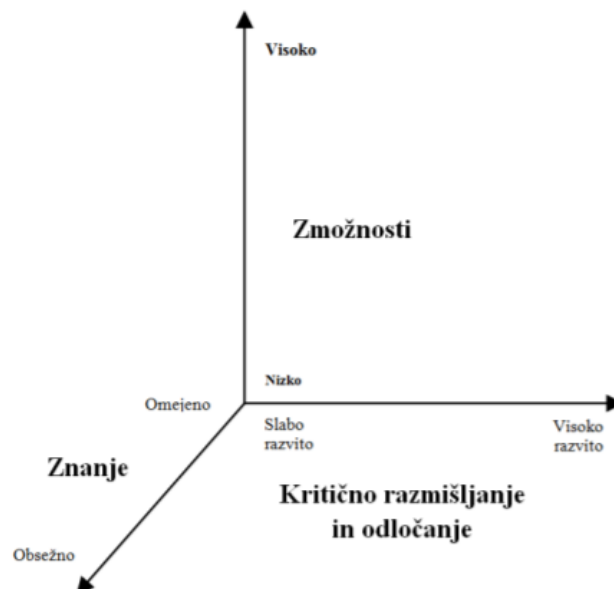 Visoko
Zmožnosti
Nizko
Omejeno
Slabo
razvito
Visoko
razvito
Znanje
Kritično razmišljanje
in odločanje
Obsežno